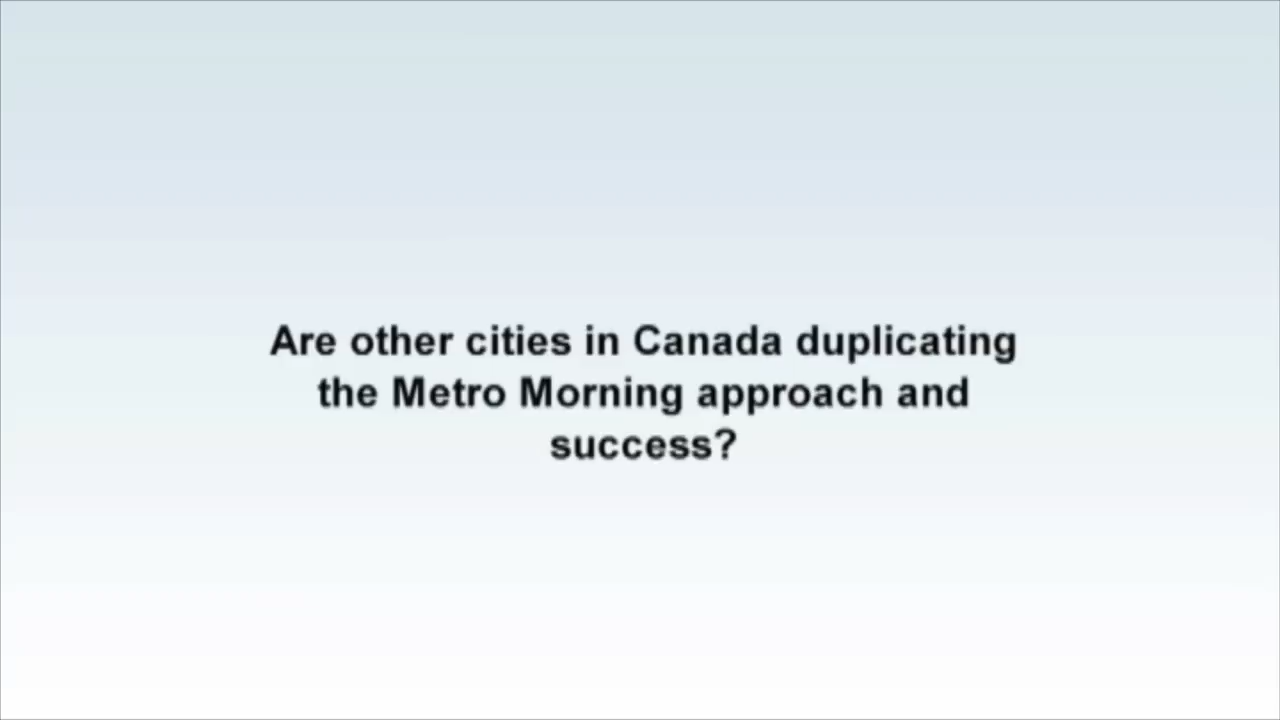 Are other cities in Canada duplicating
the Metro Morning approach and
success?